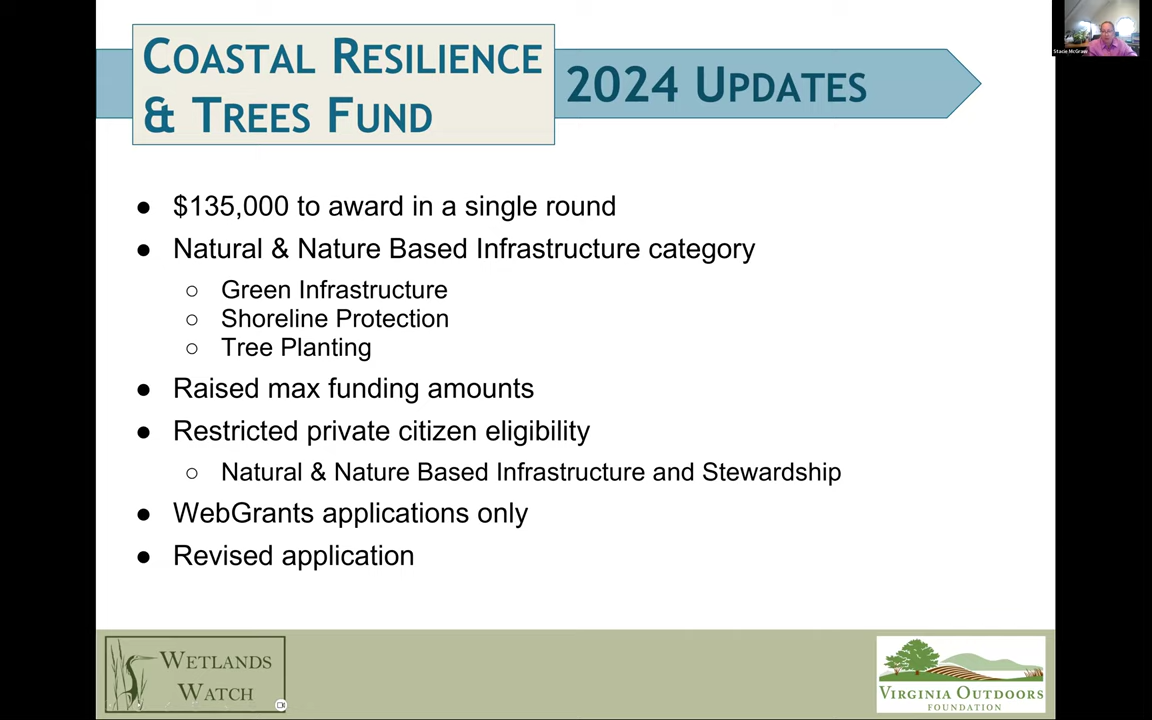 COASTAL RESILIENCE
& TREES FUND
2024 UPDATES
Stacie McGraw
● $135,000 to award in a single round
● Natural & Nature Based Infrastructure category
○ Green Infrastructure
○ Shoreline Protection
○ Tree Planting
● Raised max funding amounts
● Restricted private citizen eligibility
○ Natural & Nature Based Infrastructure and Stewardship
● WebGrants applications only
● Revised application
WETLANDS
WATCH
VIRGINIA OUTDOORS
FOUNDATION